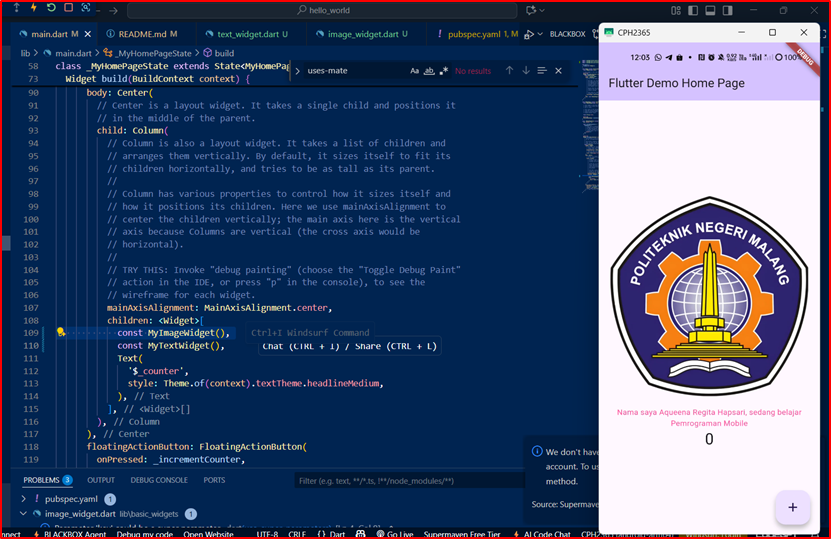 hello_world
main.dart M
README.md M
text_widget.dart U
image_widget.dart U
pubspec.yaml 1, M
BLACKBOX
lib > main.dart > _MyHomePageState > build
58 class _MyHomePageState extends State<MyHomePag
73 Widget build(BuildContext context) {
uses-mate
Aa
ab
No results
90 body: Center(
91 // Center is a layout widget. It takes a single child and positions it
92 // in the middle of the parent.
93 child: Column(
94 // Column is also a layout widget. It takes a list of children and
95 // arranges them vertically. By default, it sizes itself to fit its
96 // children horizontally, and tries to be as tall as its parent.
97 //
98 // Column has various properties to control how it sizes itself and
99 // how it positions its children. Here we use mainAxisAlignment to
100 // center the children vertically; the main axis here is the vertical
101 // axis because Columns are vertical (the cross axis would be
102 // horizontal).
103 //
104 // TRY THIS: Invoke "debug painting" (choose the "Toggle Debug Paint"
105 // action in the IDE, or press "p" in the console), to see the
106 // wireframe for each widget.
107 mainAxisAlignment: MainAxisAlignment.center,
108 children: <Widget>[
109 const MyImageWidget(), Ctrl+I Windsurf Command
110 const MyTextWidget(), Chat (CTRL + I) / Share (CTRL + L)
111 Text(
112 '$_counter',
113 style: Theme.of(context).textTheme.headlineMedium,
114 ), // Text
115 ], // <Widget>[]
116 ), // Column
117 ), // Center
118 floatingActionButton: FloatingActionButton(
119 onPressed: _incrementCounter,
We don't have
account. To us
method.
Source: Supermave
PROBLEMS 3 OUTPUT DEBUG CONSOLE PORTS
Filter (e.g. text, **/*.ts, !**/node_modules/**)
pubspec.yaml 1
image_widget.dart lib\basic_widgets 1
nnect
BLACKBOX Agent
Debug my code
Open Website
UTF-8
CRLF
{} Dart
Go Live
Supermaven Free Tier
AI Code Chat
CPH2365
12:03
100
DEBUG
Flutter Demo Home Page
POLITEKNIK NEGERI MALANG
Nama saya Aqueena Regita Hapsari, sedang belajar
Pemrograman Mobile
0
+